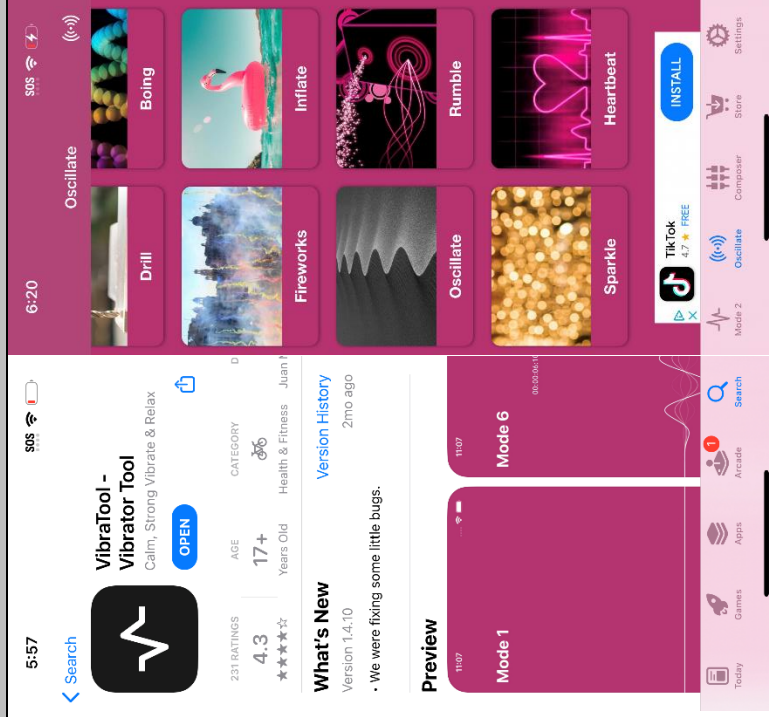 5:57
SOS
Search
VibraTool -
Vibrator Tool
Calm, Strong Vibrate & Relax
OPEN
231 RATINGS
4.3
★★★★☆
AGE
17+
Years Old
CATEGORY
Health & Fitness
D
Juan
What's New
Version History
Version 1.4.10
2mo ago
• We were fixing some little bugs.
Preview
11:07
Mode 1
11:07
Mode 6
Today
Games
Apps
Arcade
1
Search
6:20
SOS
Oscillate
Drill
Boing
Fireworks
Inflate
Oscillate
Rumble
Sparkle
Heartbeat
TikTok
4.7 ★ FREE
INSTALL
Mode 2
Oscillate
Composer
Store
Settings